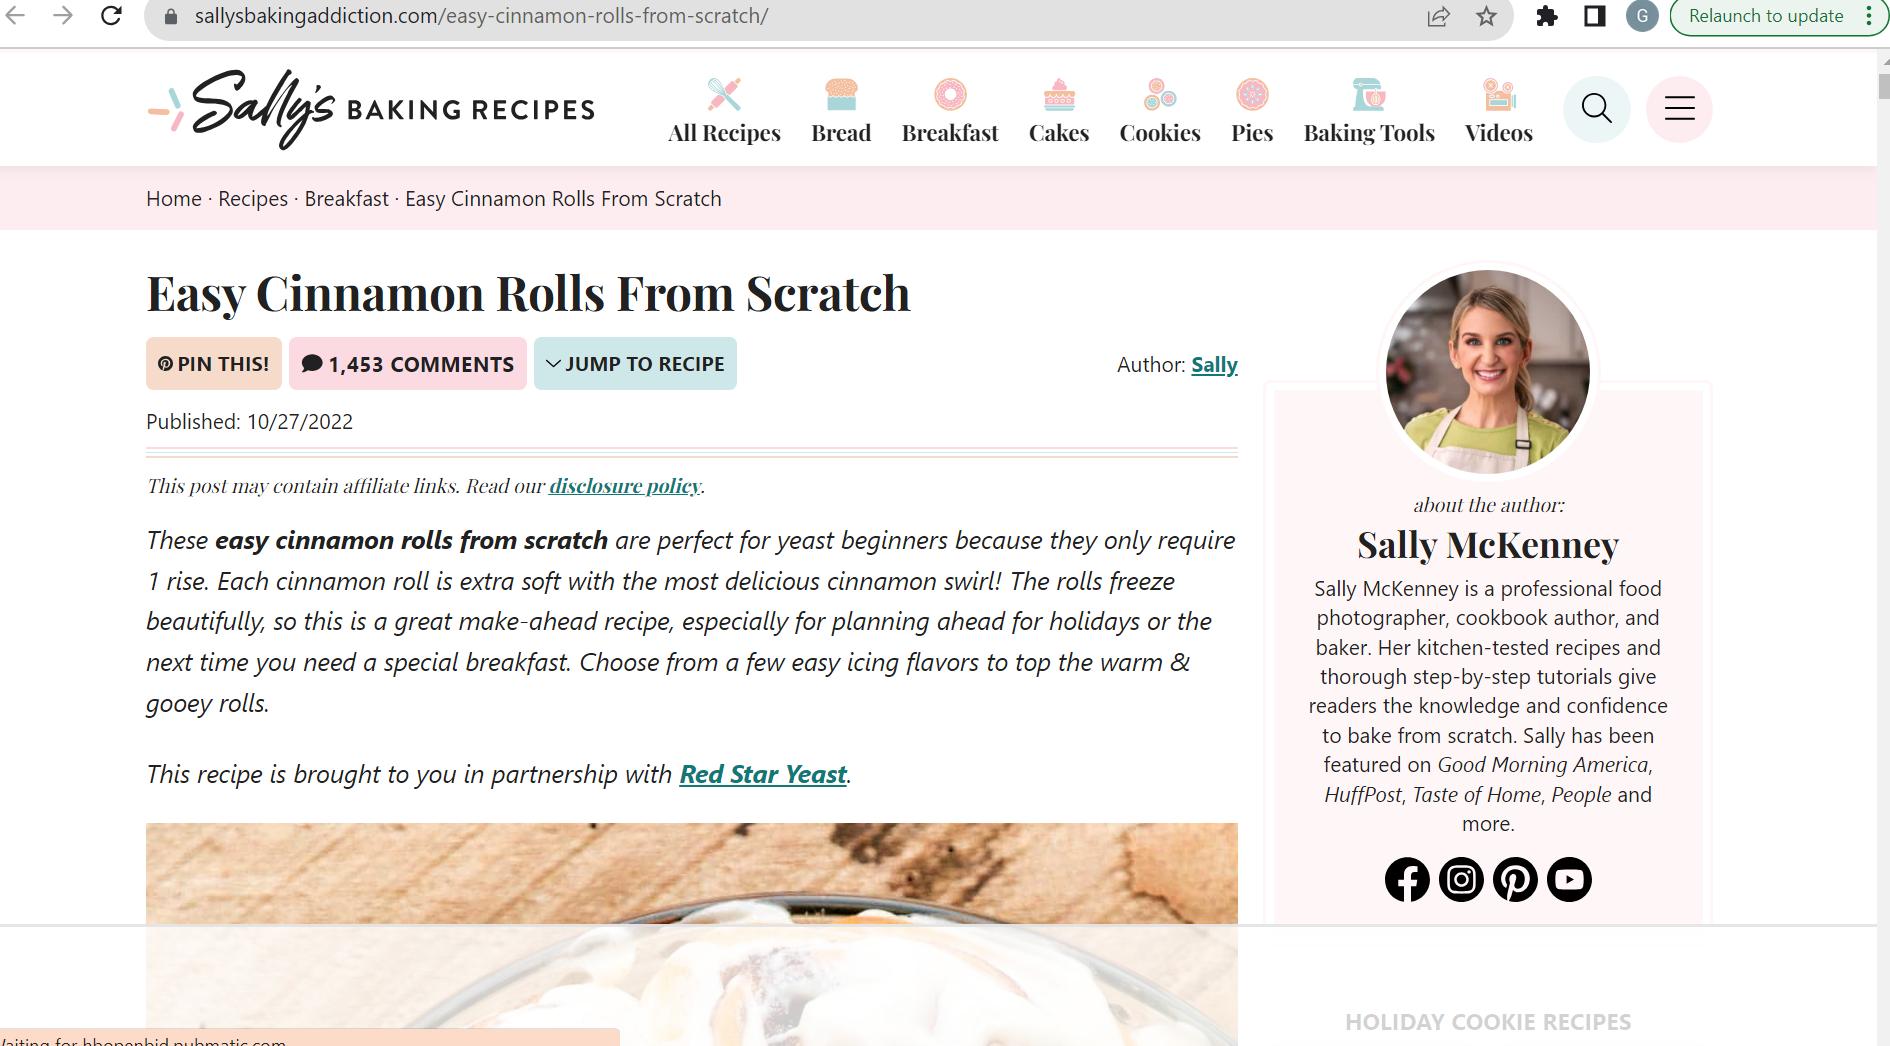 sallysbakingaddiction.com/easy-cinnamon-rolls-from-scratch/
G
Relaunch to update
Sally's BAKING RECIPES
All Recipes Bread Breakfast Cakes Cookies Pies Baking Tools Videos
Home · Recipes · Breakfast · Easy Cinnamon Rolls From Scratch
Easy Cinnamon Rolls From Scratch
PIN THIS! 1,453 COMMENTS JUMP TO RECIPE
Author: Sally
Published: 10/27/2022
This post may contain affiliate links. Read our disclosure policy.
These easy cinnamon rolls from scratch are perfect for yeast beginners because they only require
1 rise. Each cinnamon roll is extra soft with the most delicious cinnamon swirl! The rolls freeze
beautifully, so this is a great make-ahead recipe, especially for planning ahead for holidays or the
next time you need a special breakfast. Choose from a few easy icing flavors to top the warm &
gooey rolls.
This recipe is brought to you in partnership with Red Star Yeast.
about the author:
Sally McKenney
Sally McKenney is a professional food
photographer, cookbook author, and
baker. Her kitchen-tested recipes and
thorough step-by-step tutorials give
readers the knowledge and confidence
to bake from scratch. Sally has been
featured on Good Morning America,
HuffPost, Taste of Home, People and
more.
HOLIDAY COOKIE RECIPES
for hbopenbid.pubmatic.com